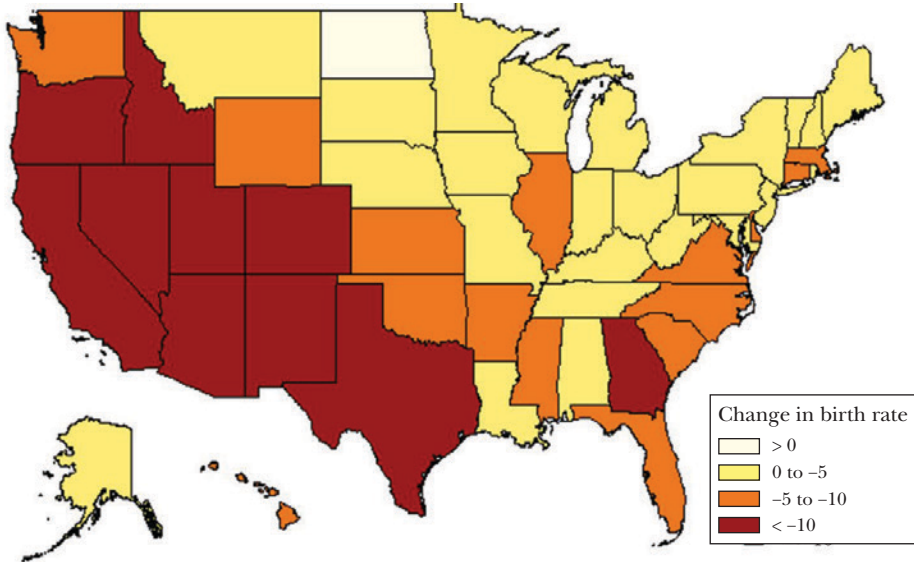 Change in birth rate
> 0
0 to –5
–5 to –10
< –10